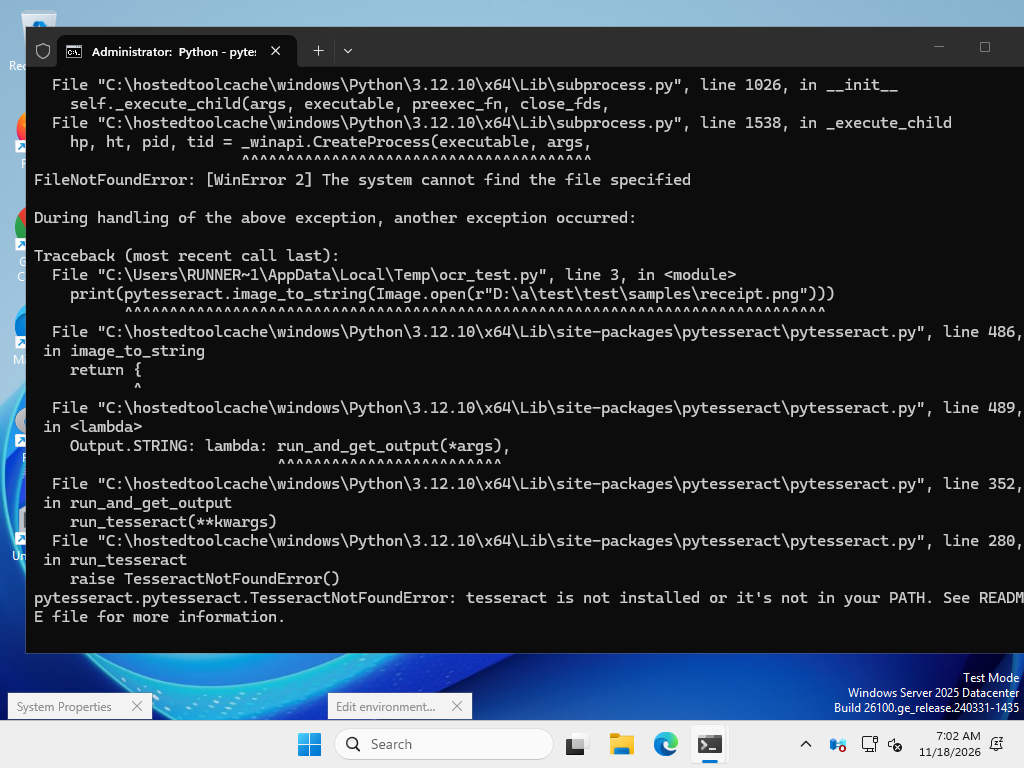 Administrator: Python - pytes
File "C:\hostedtoolcache\windows\Python\3.12.10\x64\Lib\subprocess.py", line 1026, in __init__
self._execute_child(args, executable, preexec_fn, close_fds,
File "C:\hostedtoolcache\windows\Python\3.12.10\x64\Lib\subprocess.py", line 1538, in _execute_child
hp, ht, pid, tid = _winapi.CreateProcess(executable, args,
^^^^^^^^^^^^^^^^^^^^^^^^^^^^^^^^^^^^^^^
FileNotFoundError: [WinError 2] The system cannot find the file specified
During handling of the above exception, another exception occurred:
Traceback (most recent call last):
File "C:\Users\RUNNER~1\AppData\Local\Temp\ocr_test.py", line 3, in <module>
print(pytesseract.image_to_string(Image.open(r"D:\a\test\test\samples\receipt.png")))
^^^^^^^^^^^^^^^^^^^^^^^^^^^^^^^^^^^^^^^^^^^^^^^^^^^^^^^^^^^^^^^^^^^^^^^^^^^^^^
File "C:\hostedtoolcache\windows\Python\3.12.10\x64\Lib\site-packages\pytesseract\pytesseract.py", line 486,
in image_to_string
return {
^
File "C:\hostedtoolcache\windows\Python\3.12.10\x64\Lib\site-packages\pytesseract\pytesseract.py", line 489,
in <lambda>
Output.STRING: lambda: run_and_get_output(*args),
^^^^^^^^^^^^^^^^^^^^^^^^^
File "C:\hostedtoolcache\windows\Python\3.12.10\x64\Lib\site-packages\pytesseract\pytesseract.py", line 352,
in run_and_get_output
run_tesseract(**kwargs)
File "C:\hostedtoolcache\windows\Python\3.12.10\x64\Lib\site-packages\pytesseract\pytesseract.py", line 280,
in run_tesseract
raise TesseractNotFoundError()
pytesseract.pytesseract.TesseractNotFoundError: tesseract is not installed or it's not in your PATH. See READM
E file for more information.
Test Mode
Windows Server 2025 Datacenter
Build 26100.ge_release.240331-1435
System Properties
Edit environment...
Search
7:02 AM
11/18/2026